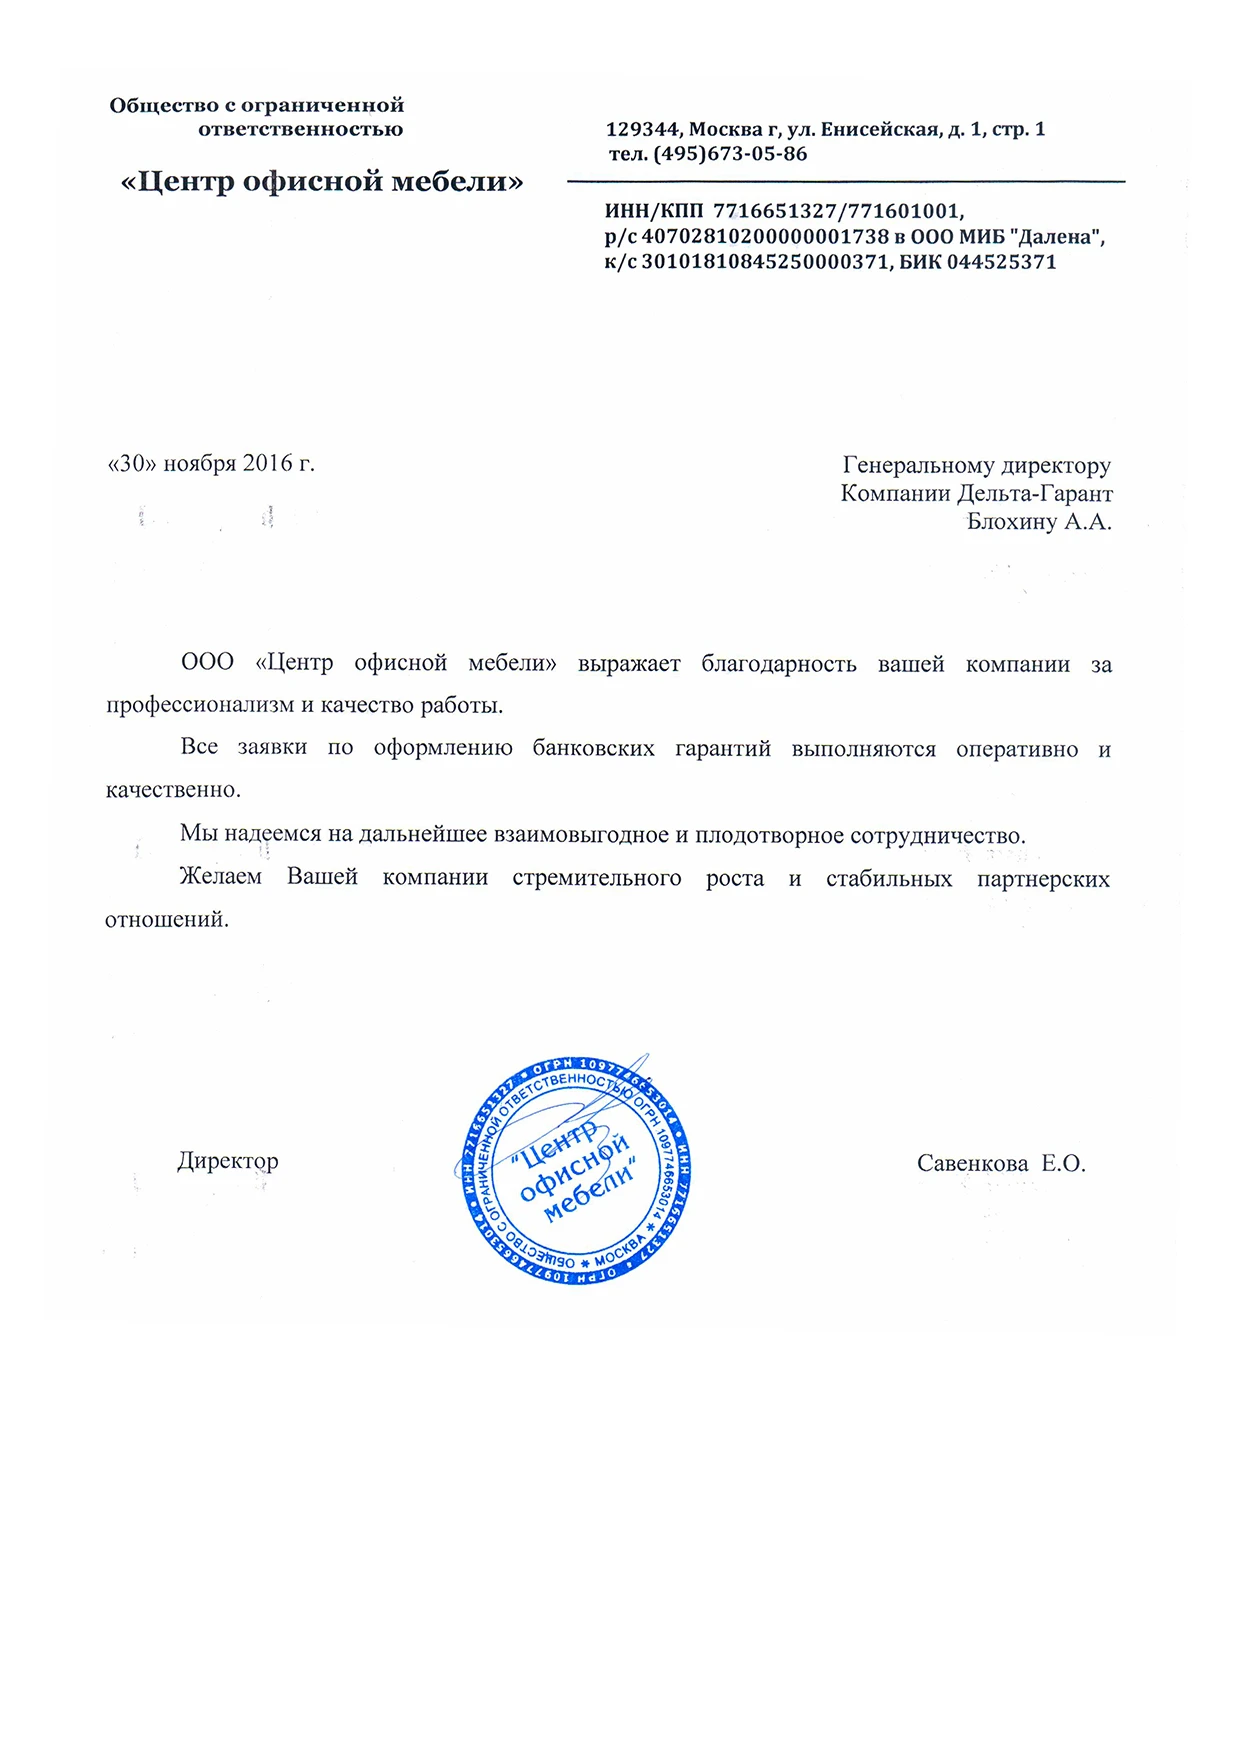 Общество с ограниченной
ответственностью
«Центр офисной мебели»
129344, Москва г, ул. Енисейская, д. 1, стр. 1
тел. (495)673-05-86
ИНН/КПП 7716651327/771601001,
р/с 40702810200000001738 в ООО МИБ "Далена",
к/с 30101810845250000371, БИК 044525371
«30» ноября 2016 г.
Генеральному директору
Компании Дельта-Гарант
Блохину А.А.
ООО «Центр офисной мебели» выражает благодарность вашей компании за
профессионализм и качество работы.
Все заявки по оформлению банковских гарантий выполняются оперативно и
качественно.
Мы надеемся на дальнейшее взаимовыгодное и плодотворное сотрудничество.
Желаем Вашей компании стремительного роста и стабильных партнерских
отношений.
Директор
Савенкова Е.О.
ОГРН 1097746653014 • ИНН 7716651327 • ОГРН 1097746653014 • ИНН 7716651327 •
ОБЩЕСТВО С ОГРАНИЧЕННОЙ ОТВЕТСТВЕННОСТЬЮ ОГРН 1097746653014 * МОСКВА *
"Центр
офисной
мебели"